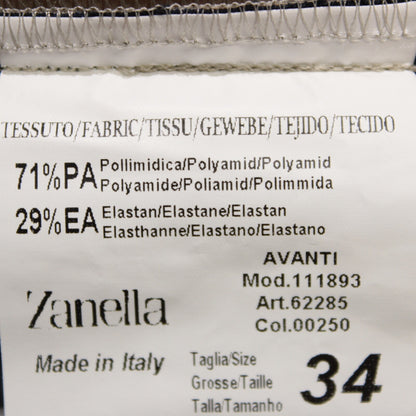 TESSUTO/FABRIC/TISSU/GEWEBE/TEJIDO/TECIDO
71%PA Pollimidica/Polyamid/Polyamid
Polyamide/Poliamid/Polimmida
29%EA Elastan/Elastane/Elastan
Elasthanne/Elestano/Elastano
AVANTI
Mod.111893
Art.62285
Col.00250
Zanella
Made in Italy
Taglia/Size
Grosse/Taille
Talla/Tamanho
34